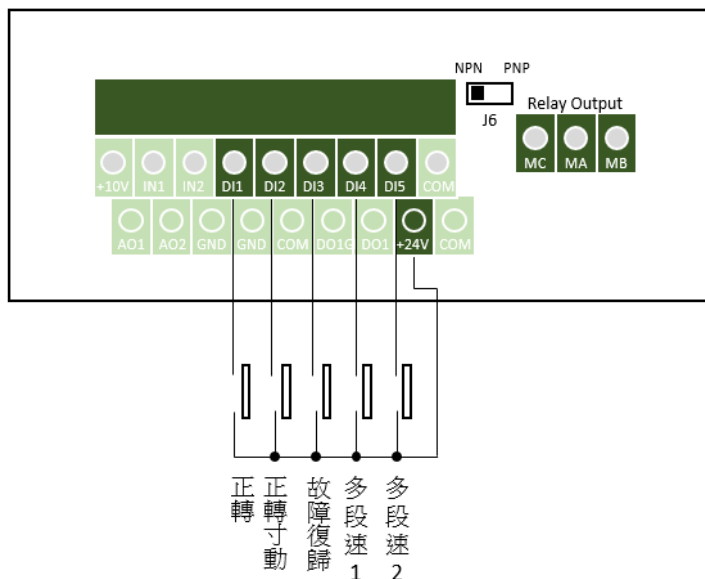 NPN PNP
J6
Relay Output
MC MA MB
+10V IN1 IN2 DI1 DI2 DI3 DI4 DI5 COM
AO1 AO2 GND GND COM DO1G DO1 +24V COM
正轉
正轉寸動
故障復歸
多段速1
多段速2